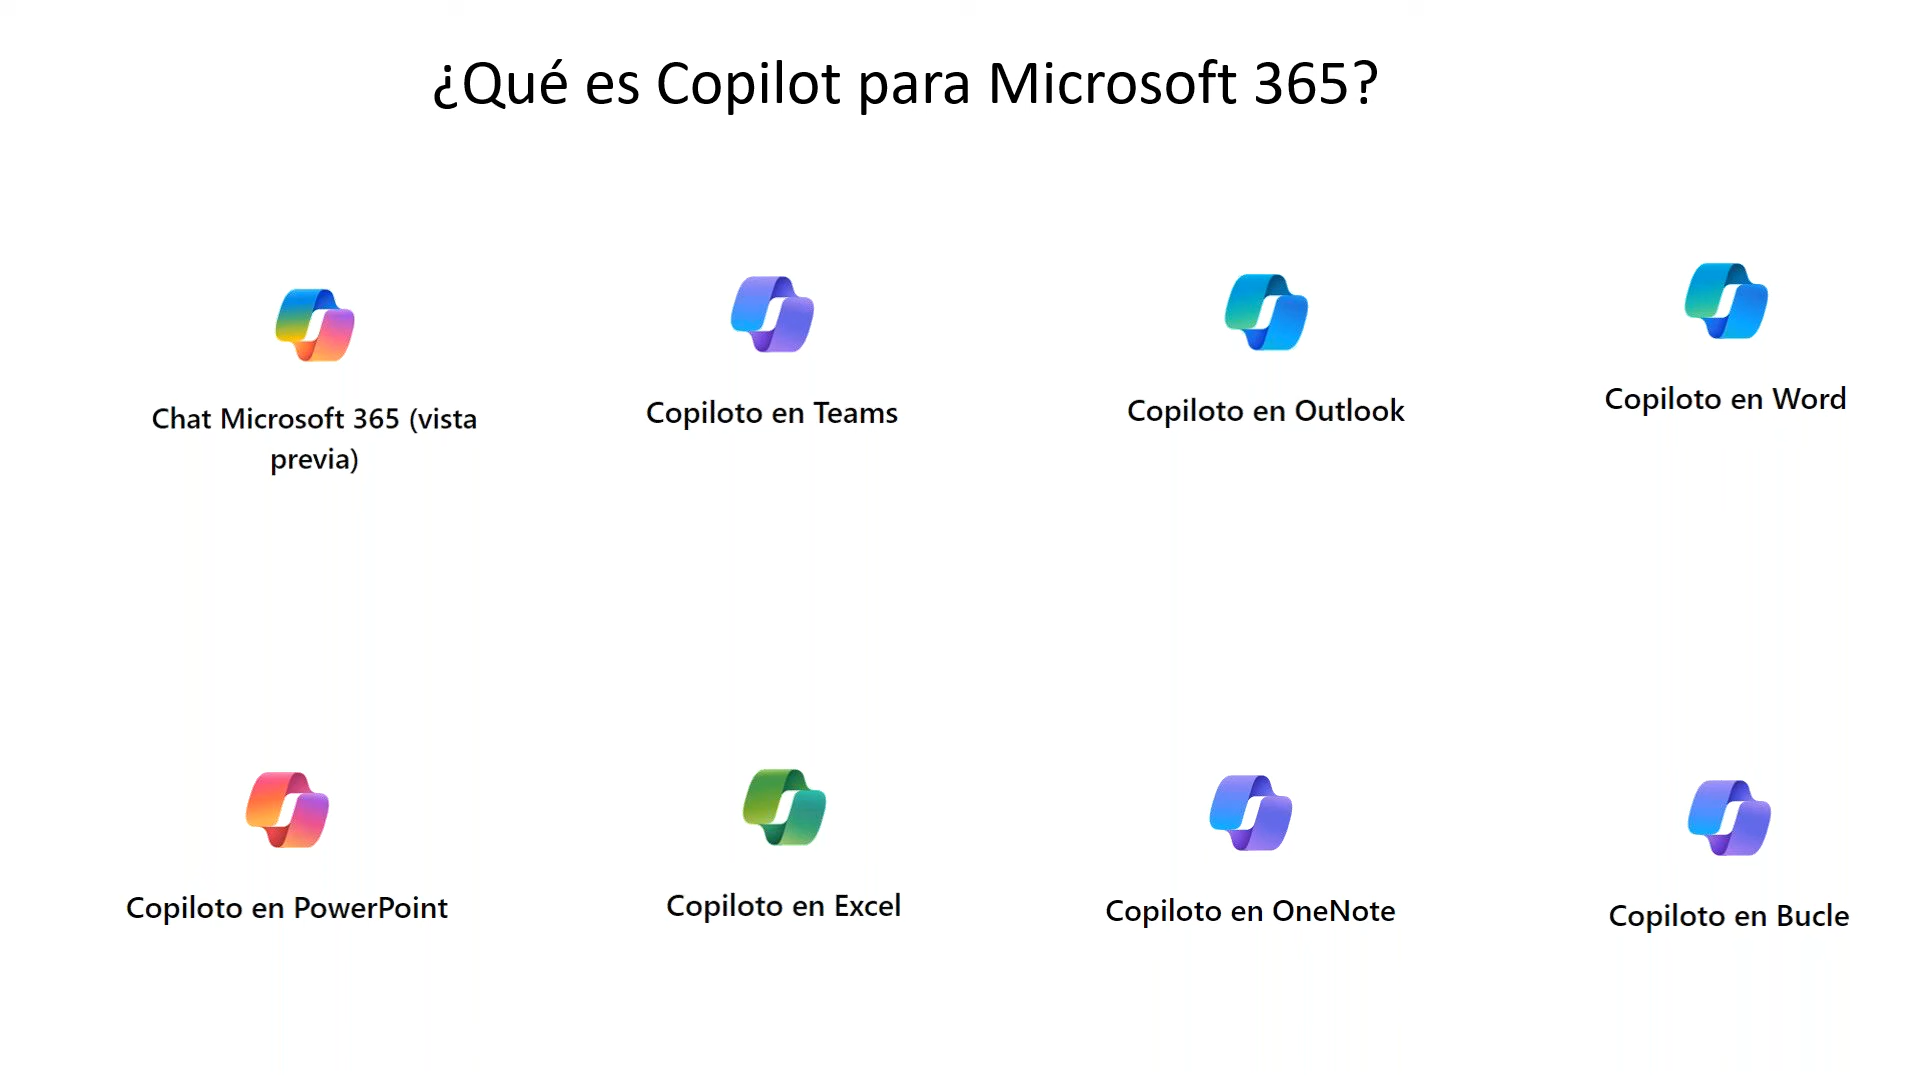 ¿Qué es Copilot para Microsoft 365?
Chat Microsoft 365 (vista
previa)
Copiloto en Teams
Copiloto en Outlook
Copiloto en Word
Copiloto en PowerPoint
Copiloto en Excel
Copiloto en OneNote
Copiloto en Bucle